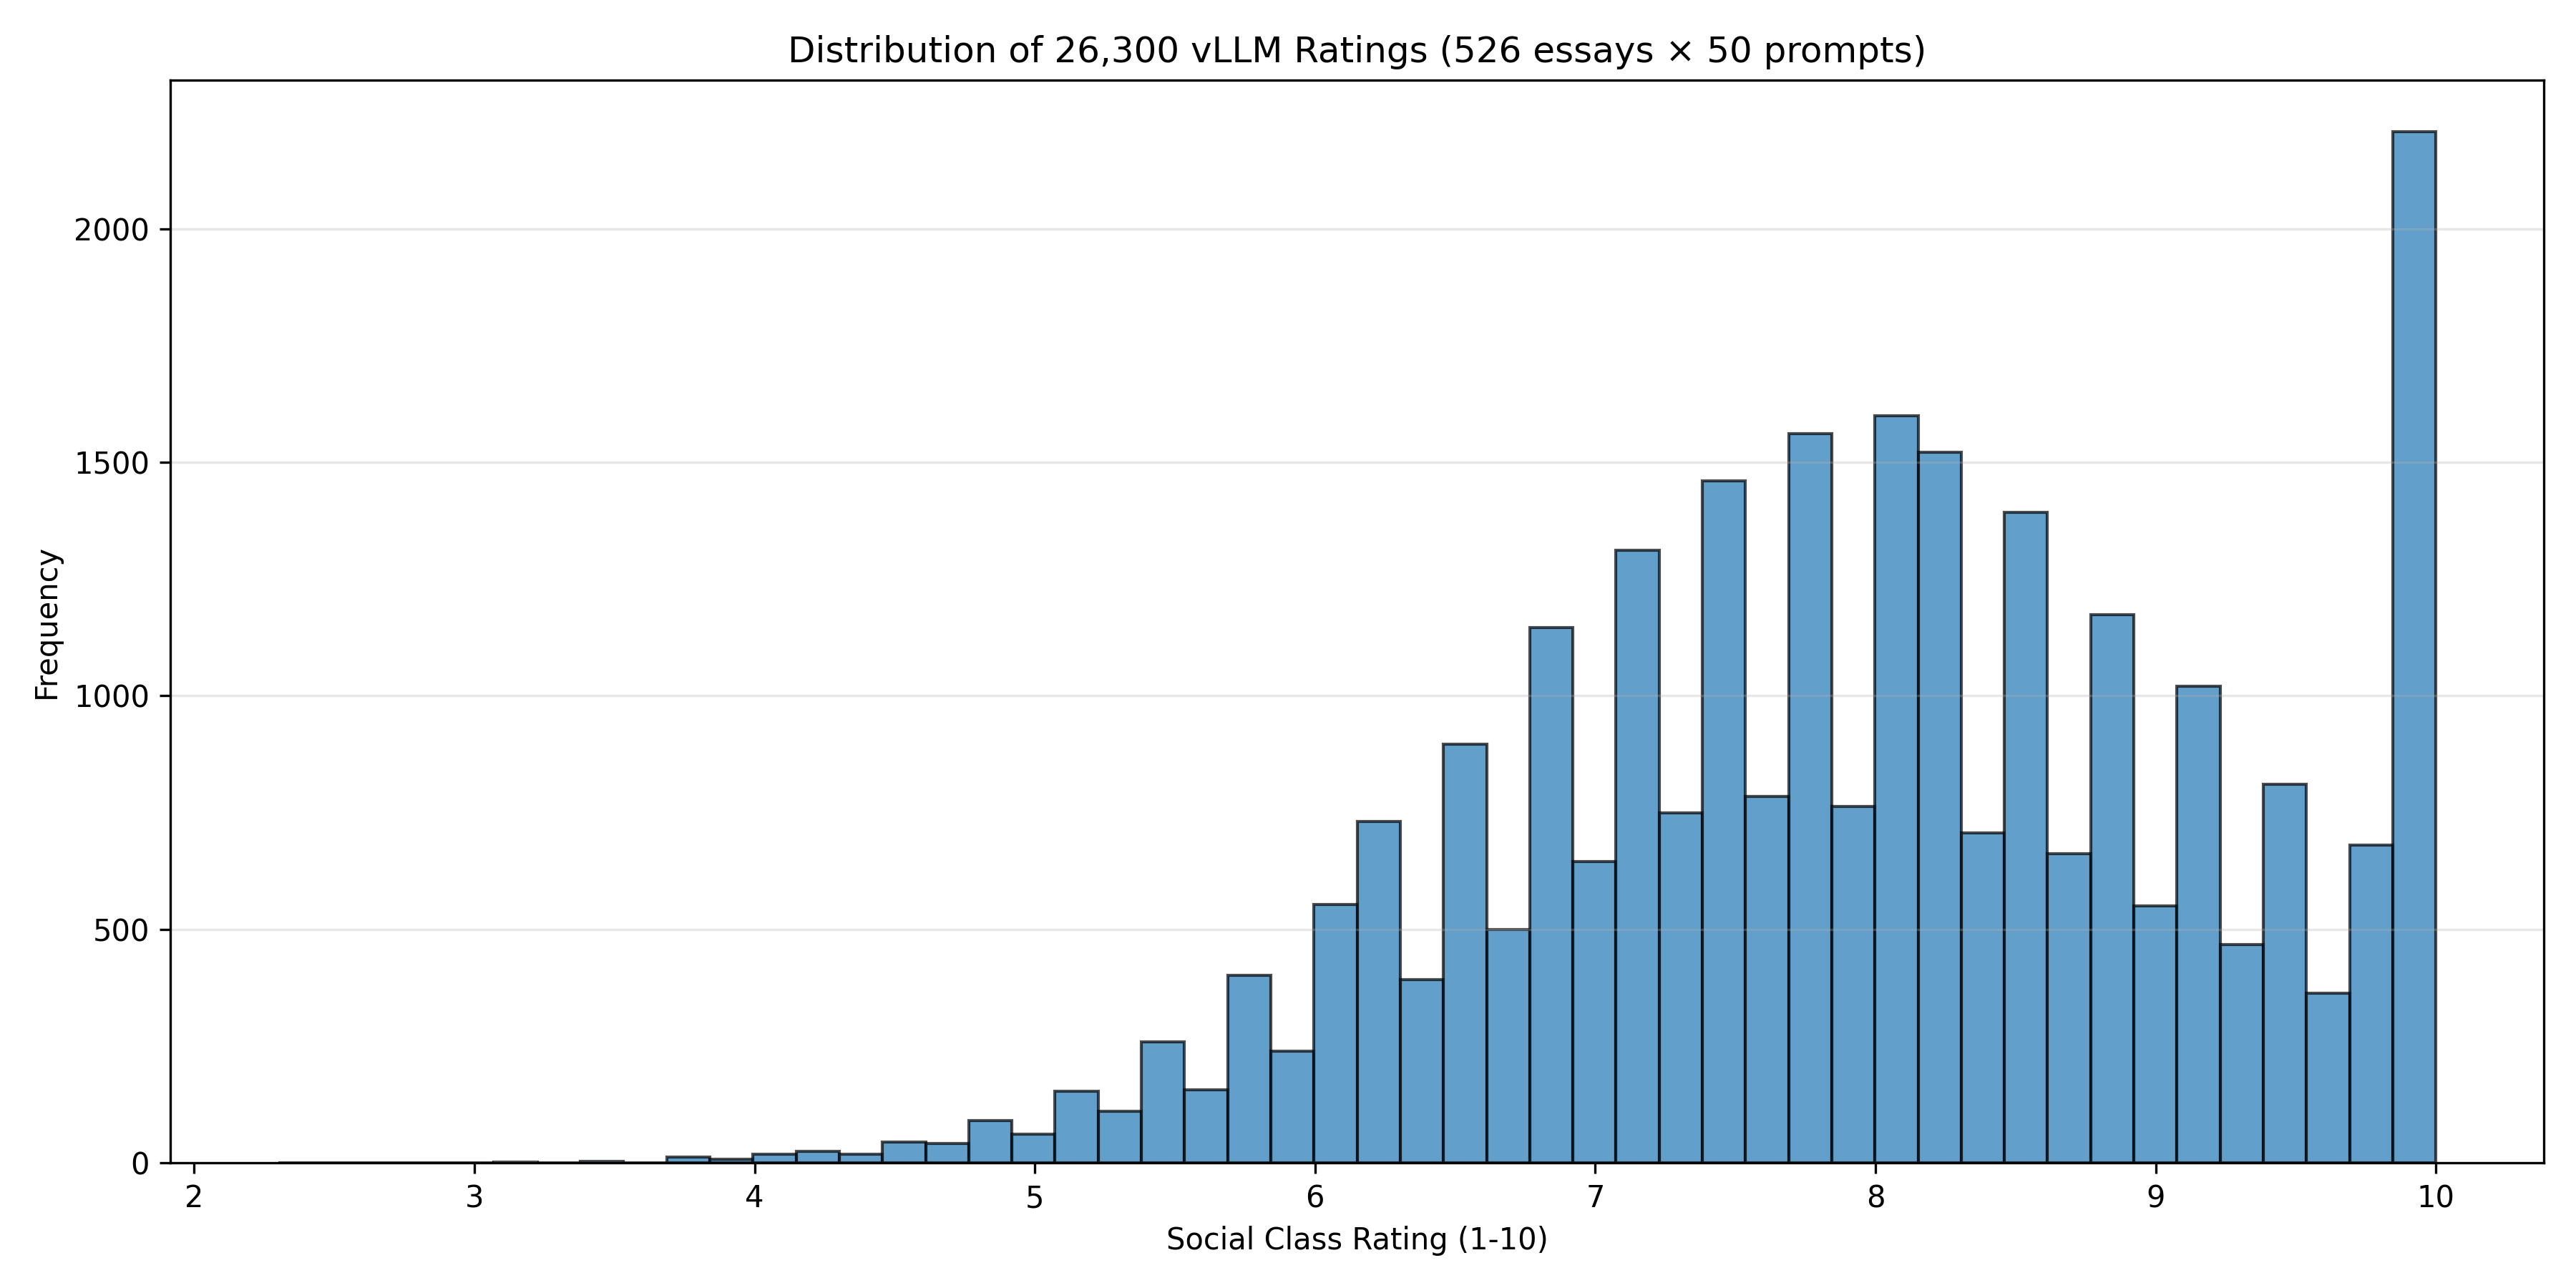 Distribution of 26,300 vLLM Ratings (526 essays × 50 prompts)
2000
1500
1000
500
0
Frequency
2 3 4 5 6 7 8 9 10
Social Class Rating (1-10)